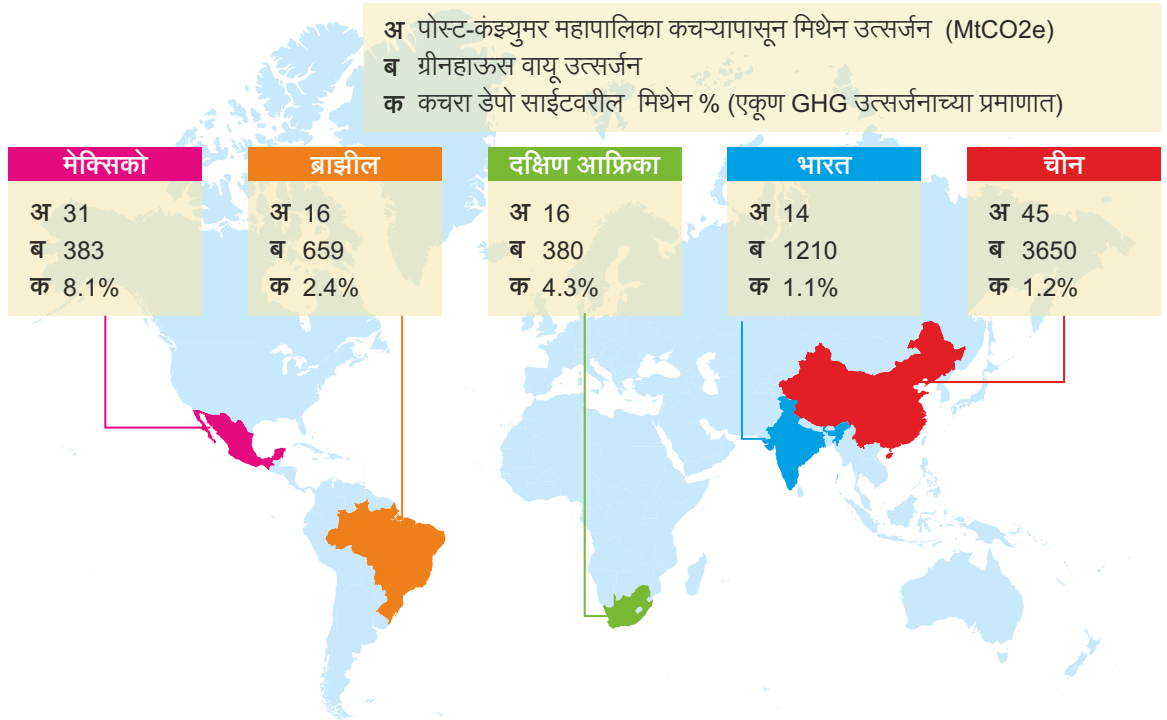 अ पोस्ट-कंझ्युमर महापालिका कचऱ्यापासून मिथेन उत्सर्जन (MtCO2e)
ब ग्रीनहाऊस वायू उत्सर्जन
क कचरा डेपो साईटवरील मिथेन % (एकूण GHG उत्सर्जनाच्या प्रमाणात)
मेक्सिको
अ 31
ब 383
क 8.1%
ब्राझील
अ 16
ब 659
क 2.4%
दक्षिण आफ्रिका
अ 16
ब 380
क 4.3%
भारत
अ 14
ब 1210
क 1.1%
चीन
अ 45
ब 3650
क 1.2%